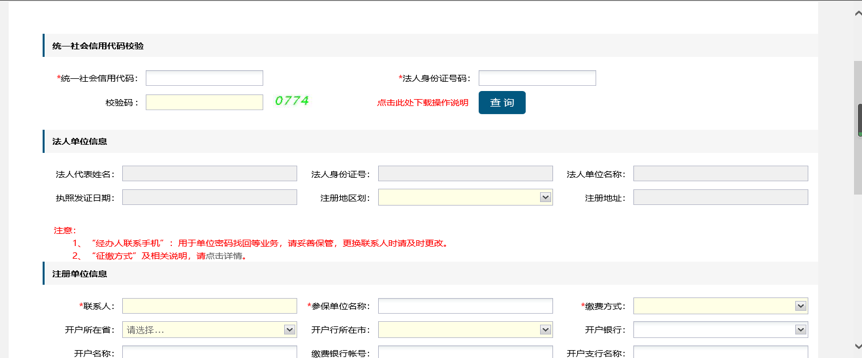 统一社会信用代码校验
*统一社会信用代码： *法人身份证号码：
校验码： 0774 点击此处下载操作说明 查 询
法人单位信息
法人代表姓名： 法人身份证号： 法人单位名称：
执照发证日期： 注册地区划： 注册地址：
注意：
1、“经办人联系手机”：用于单位密码找回等业务，请妥善保管，更换联系人时请及时更改。
2、“征缴方式”及相关说明，请点击详情。
注册单位信息
*联系人： *参保单位名称： *缴费方式：
开户所在省： 请选择... 开户行所在市： 开户银行：
开户名称： 缴费银行帐号： 开户支行名称：